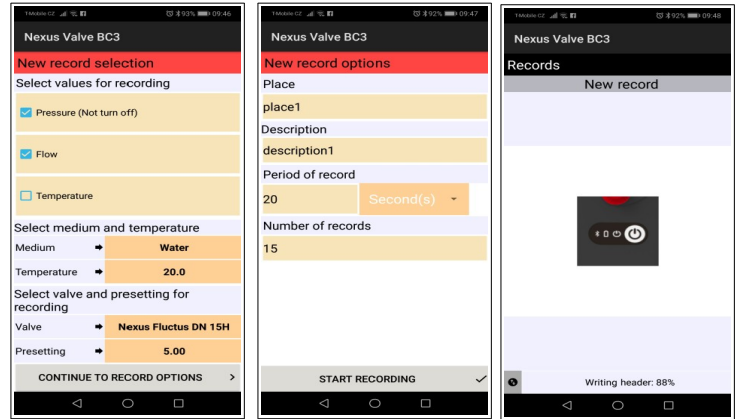 T-Mobile CZ 93% 09:46
Nexus Valve BC3
New record selection
Select values for recording
Pressure (Not turn off)
Flow
Temperature
Select medium and temperature
Medium Water
Temperature 20.0
Select valve and presetting for
recording
Valve Nexus Fluctus DN 15H
Presetting 5.00
CONTINUE TO RECORD OPTIONS >
T-Mobile CZ 92% 09:47
Nexus Valve BC3
New record options
Place
place1
Description
description1
Period of record
20 Second(s)
Number of records
15
START RECORDING
T-Mobile CZ 92% 09:48
Nexus Valve BC3
Records
New record
Writing header: 88%